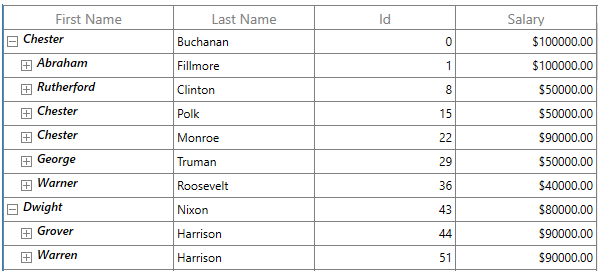 First Name Last Name Id Salary
Chester Buchanan 0 $100000.00
Abraham Fillmore 1 $100000.00
Rutherford Clinton 8 $50000.00
Chester Polk 15 $50000.00
Chester Monroe 22 $90000.00
George Truman 29 $50000.00
Warner Roosevelt 36 $40000.00
Dwight Nixon 43 $80000.00
Grover Harrison 44 $90000.00
Warren Harrison 51 $90000.00